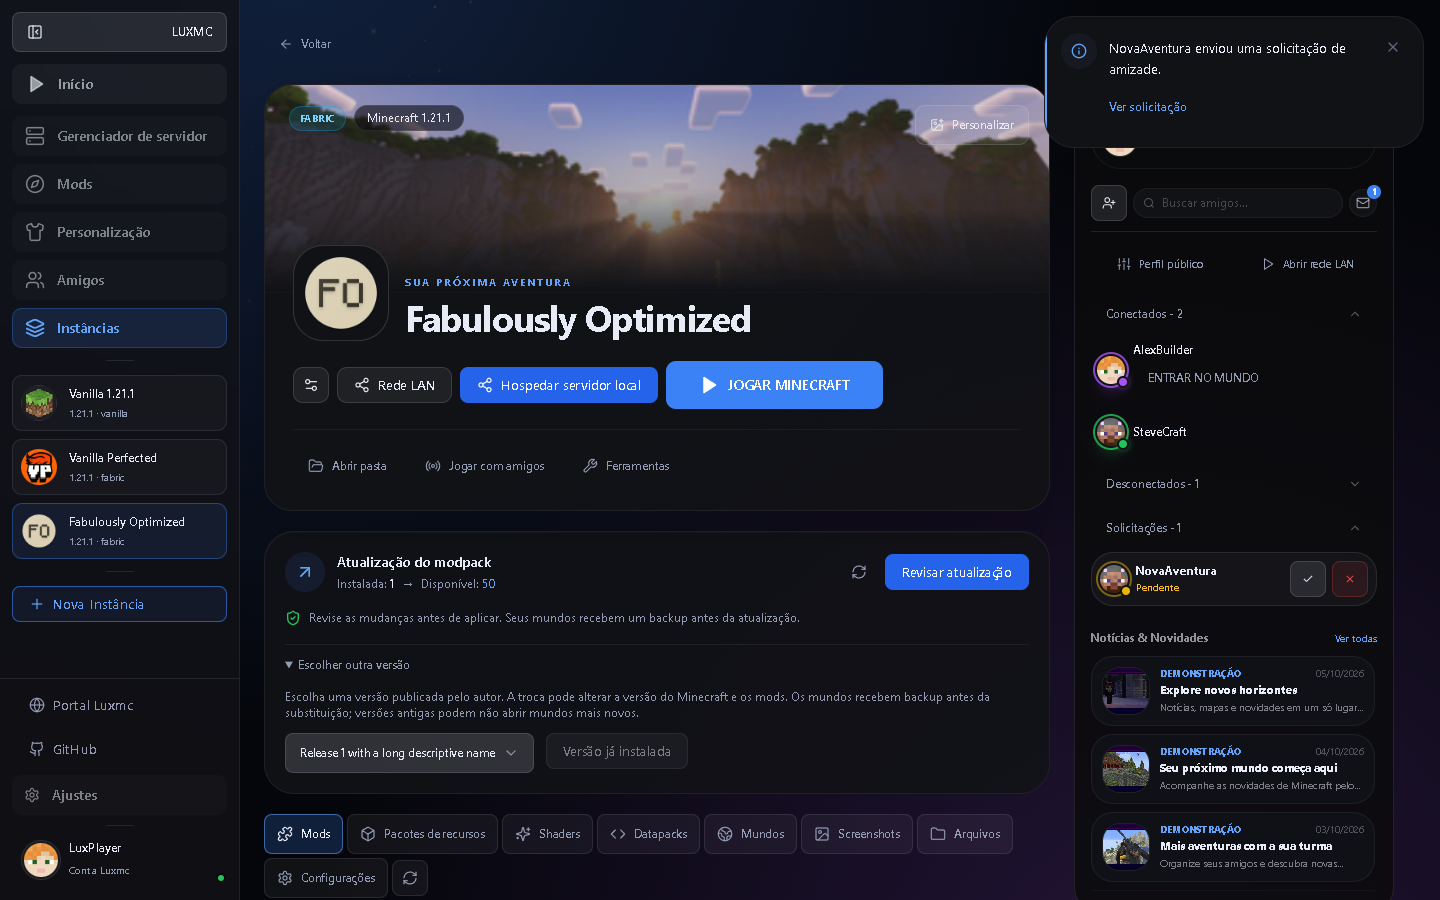 LUXMC
Início
Gerenciador de servidor
Mods
Personalização
Amigos
Instâncias
Vanilla 1.21.1
1.21.1 · vanilla
Vanilla Perfected
1.21.1 · fabric
Fabulously Optimized
1.21.1 · fabric
Nova Instância
Portal Luxmc
GitHub
Ajustes
LuxPlayer
Conta Luxmc
Voltar
FABRIC
Minecraft 1.21.1
Personalizar
FO
SUA PRÓXIMA AVENTURA
Fabulously Optimized
Rede LAN
Hospedar servidor local
JOGAR MINECRAFT
Abrir pasta
Jogar com amigos
Ferramentas
Atualização do modpack
Instalada: 1 → Disponível: 50
Revisar atualização
Revise as mudanças antes de aplicar. Seus mundos recebem um backup antes da atualização.
▼ Escolher outra versão
Escolha uma versão publicada pelo autor. A troca pode alterar a versão do Minecraft e os mods. Os mundos recebem backup antes da
substituição; versões antigas podem não abrir mundos mais novos.
Release 1 with a long descriptive name
Versão já instalada
Mods
Pacotes de recursos
Shaders
Datapacks
Mundos
Screenshots
Arquivos
Configurações
NovaAventura enviou uma solicitação de
amizade.
Ver solicitação
Buscar amigos...
1
Perfil público
Abrir rede LAN
Conectados - 2
AlexBuilder
ENTRAR NO MUNDO
SteveCraft
Desconectados - 1
Solicitações - 1
NovaAventura
Pendente
Notícias & Novidades
Ver todas
DEMONSTRAÇÃO
05/10/2026
Explore novos horizontes
Notícias, mapas e novidades em um só lugar...
DEMONSTRAÇÃO
04/10/2026
Seu próximo mundo começa aqui
Acompanhe as novidades de Minecraft pelo...
DEMONSTRAÇÃO
03/10/2026
Mais aventuras com a sua turma
Organize seus amigos e descubra novas...
VP
FO